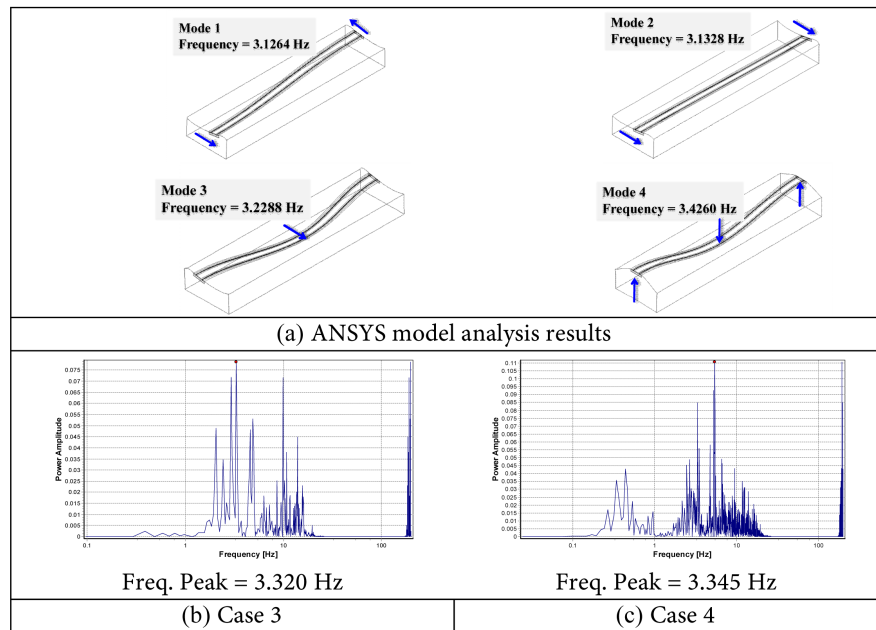 Mode 1
Frequency = 3.1264 Hz
Mode 2
Frequency = 3.1328 Hz
Mode 3
Frequency = 3.2288 Hz
Mode 4
Frequency = 3.4260 Hz
(a) ANSYS model analysis results
Power Amplitude
0.075
0.07
0.065
0.06
0.055
0.05
0.045
0.04
0.035
0.03
0.025
0.02
0.015
0.01
0.005
0
0.1 1 10 100
Frequency [Hz]
Freq. Peak = 3.320 Hz
Power Amplitude
0.11
0.105
0.1
0.095
0.09
0.085
0.08
0.075
0.07
0.065
0.06
0.055
0.05
0.045
0.04
0.035
0.03
0.025
0.02
0.015
0.01
0.005
0
0.1 1 10 100
Frequency [Hz]
Freq. Peak = 3.345 Hz
(b) Case 3
(c) Case 4